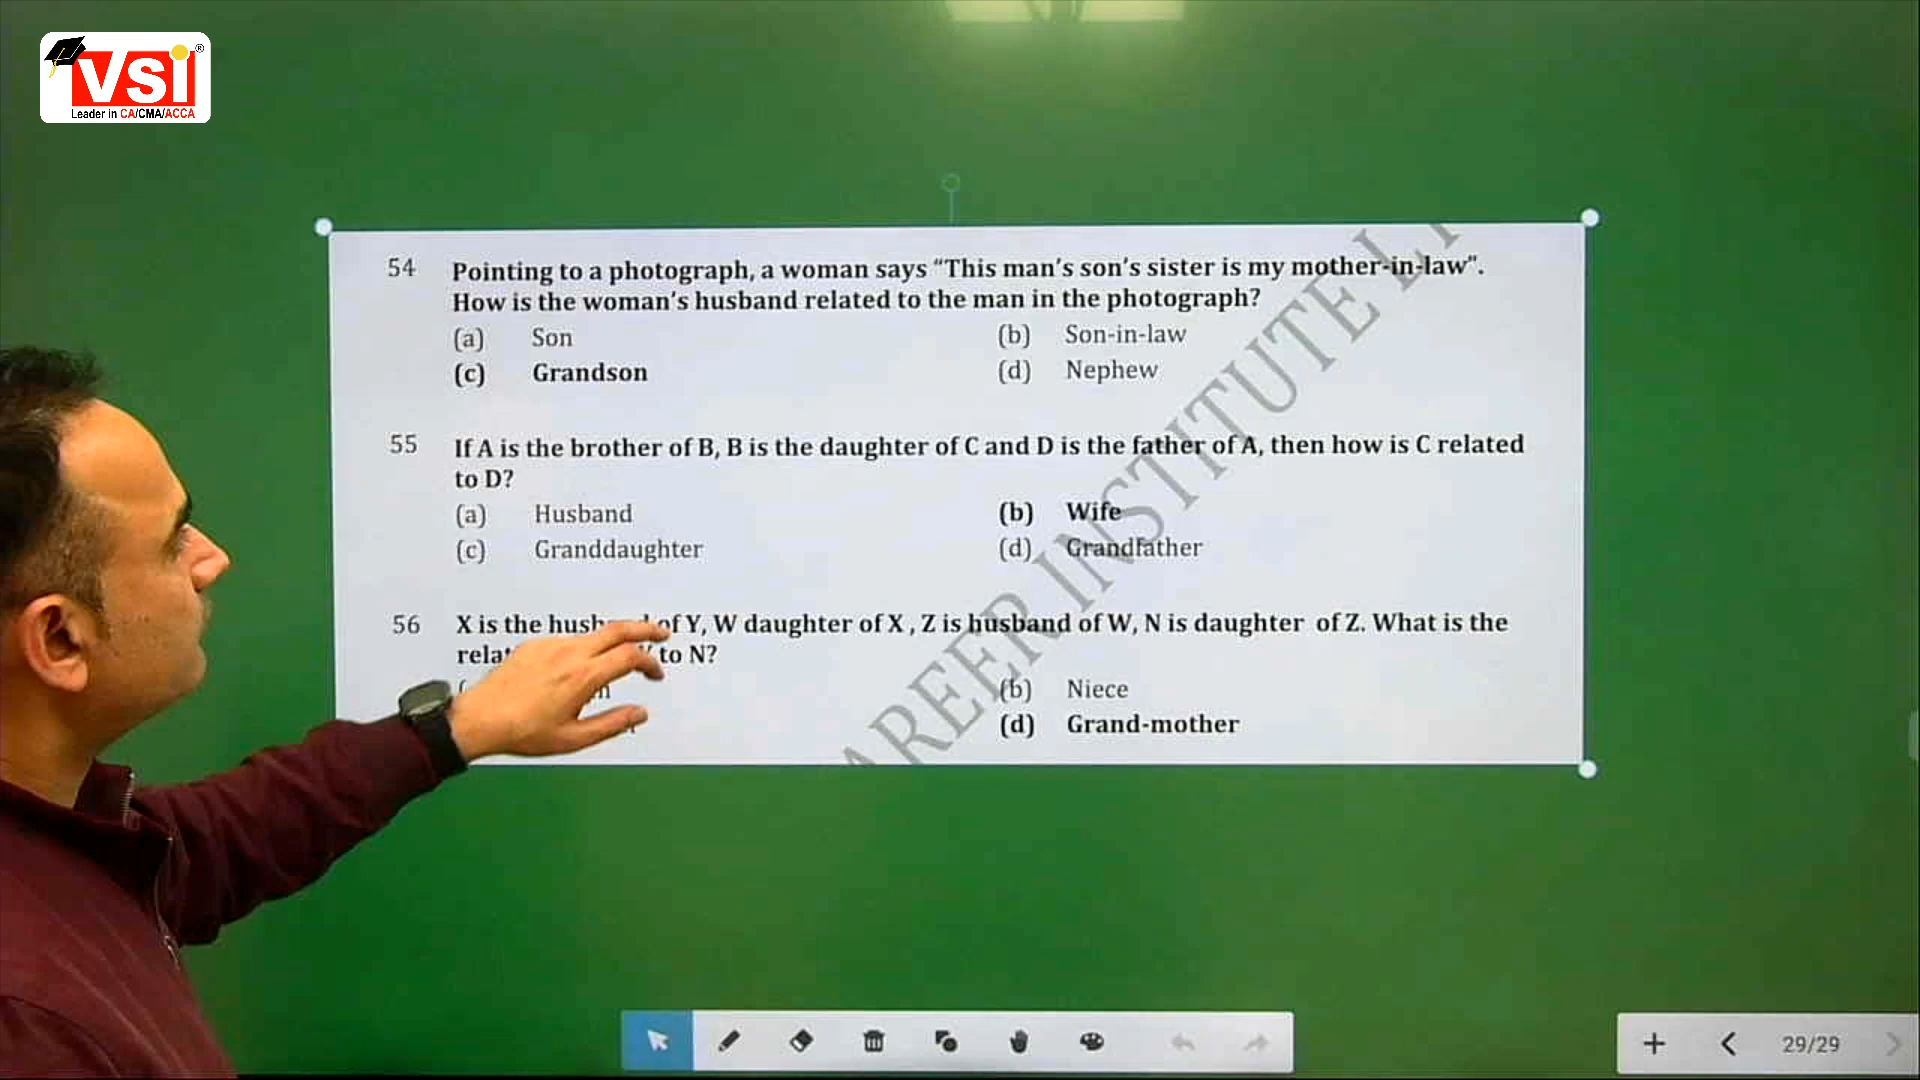 VSI®
Leader in CA/CMA/ACCA
54 Pointing to a photograph, a woman says “This man’s son’s sister is my mother-in-law”.
How is the woman’s husband related to the man in the photograph?
(a) Son (b) Son-in-law
(c) Grandson (d) Nephew
55 If A is the brother of B, B is the daughter of C and D is the father of A, then how is C related
to D?
(a) Husband (b) Wife
(c) Granddaughter (d) Grandfather
56 X is the of Y, W daughter of X , Z is husband of W, N is daughter of Z. What is the
to N?
(b) Niece
(d) Grand-mother
CAREER INSTITUTE
29/29